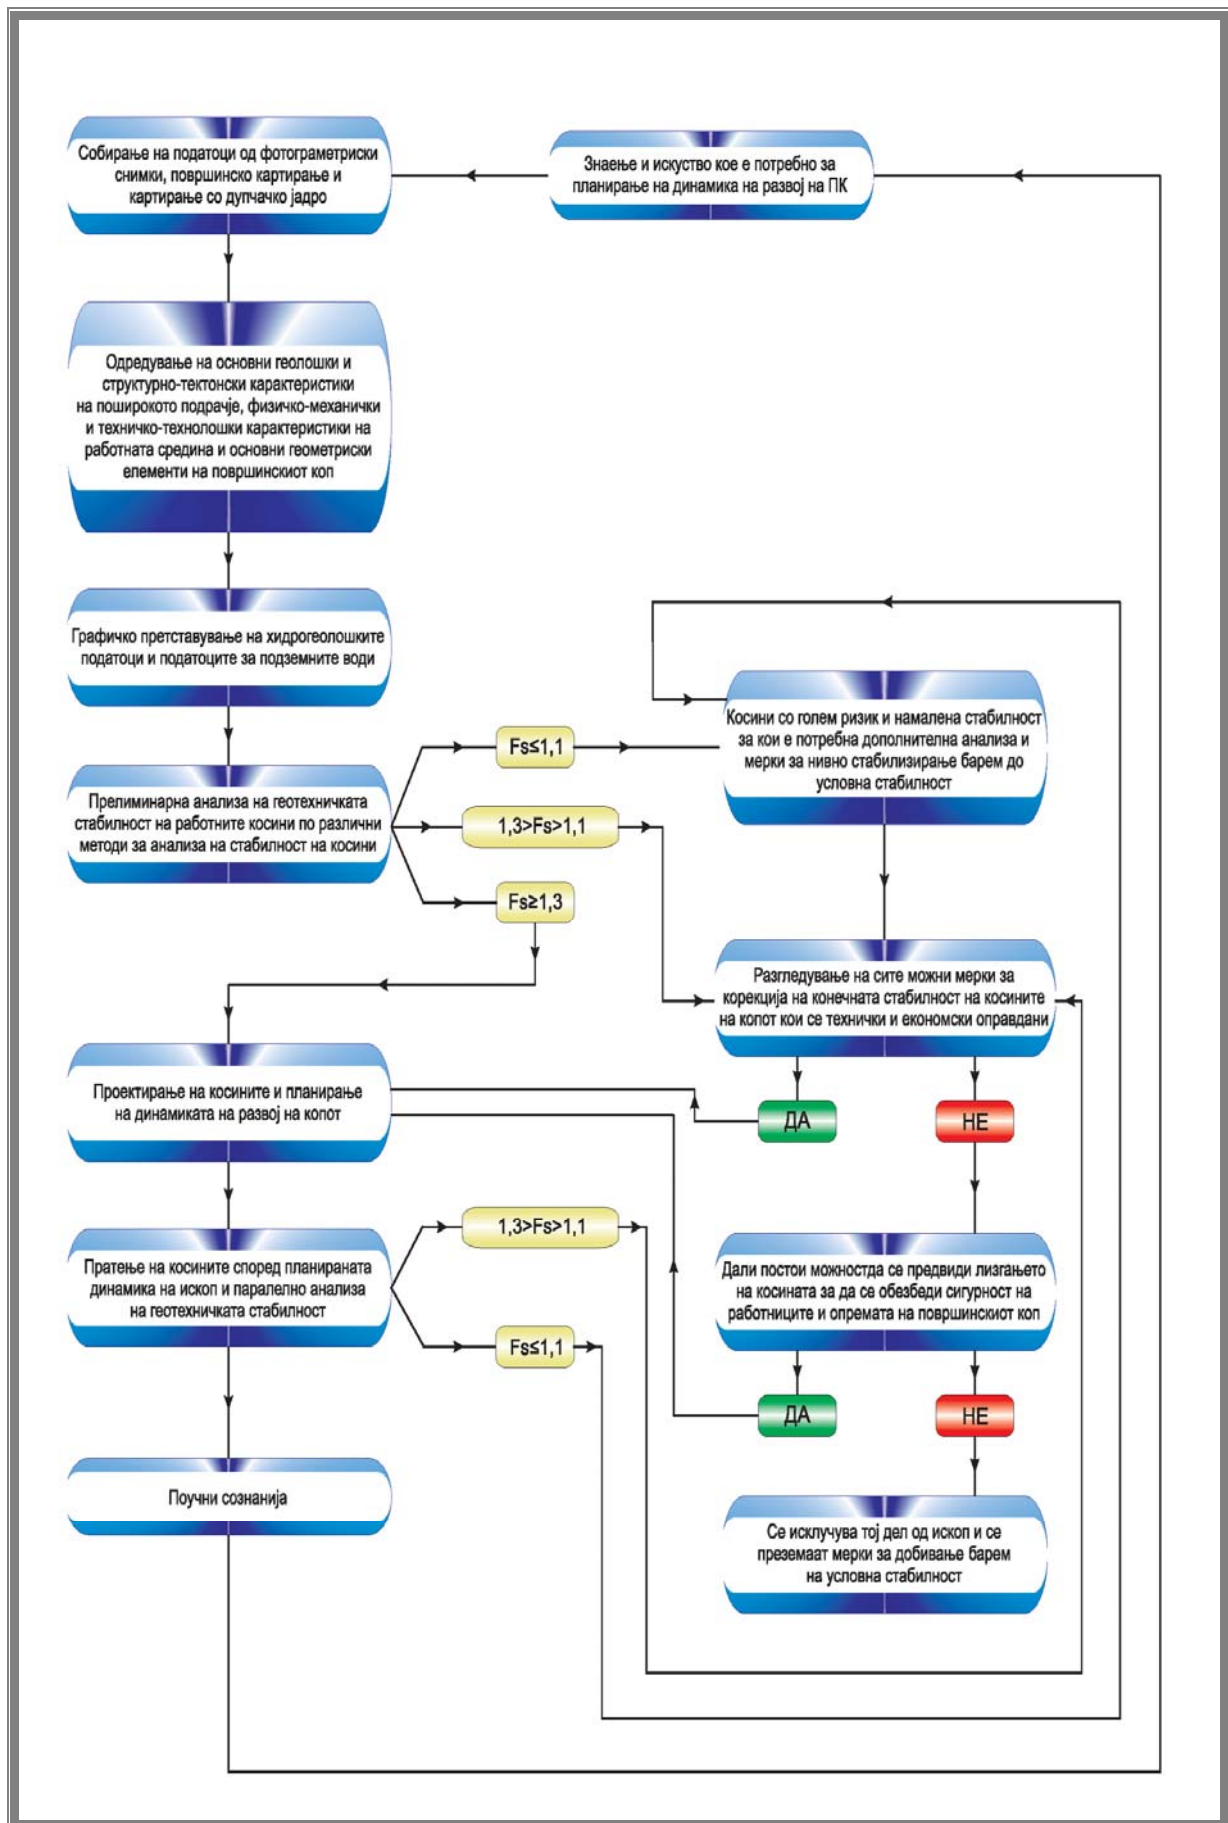 Собирање на податоци од фотограметриски
снимки, површинско картирање и
картирање со дупчачко јадро
Знаење и искуство кое е потребно за
планирање на динамика на развој на ПК
Одредување на основни геолошки и
структурно-тектонски карактеристики
на поширокото подрачје, физичко-механички
и техничко-технолошки карактеристики на
работната средина и основни геометриски
елементи на површинскиот коп
Графичко претставување на хидрогеолошките
податоци и податоците за подземните води
Прелиминарна анализа на геотехничката
стабилност на работните косини по различни
методи за анализа на стабилност на косини
Fs≤1,1
1,3>Fs>1,1
Fs≥1,3
Косини со голем ризик и намалена стабилност
за кои е потребна дополнителна анализа и
мерки за нивно стабилизирање барем до
условна стабилност
Разгледување на сите можни мерки за
корекција на конечната стабилност на косините
на копот кои се технички и економски оправдани
ДА
НЕ
Проектирање на косините и планирање
на динамиката на развој на копот
Пратење на косините според планираната
динамика на ископ и паралелно анализа
на геотехничката стабилност
1,3>Fs>1,1
Fs≤1,1
Дали постои можностда се предвиди лизгањето
на косината за да се обезбеди сигурност на
работниците и опремата на површинскиот коп
ДА
НЕ
Поучни сознанија
Се исклучува тој дел од ископ и се
преземаат мерки за добивање барем
на условна стабилност